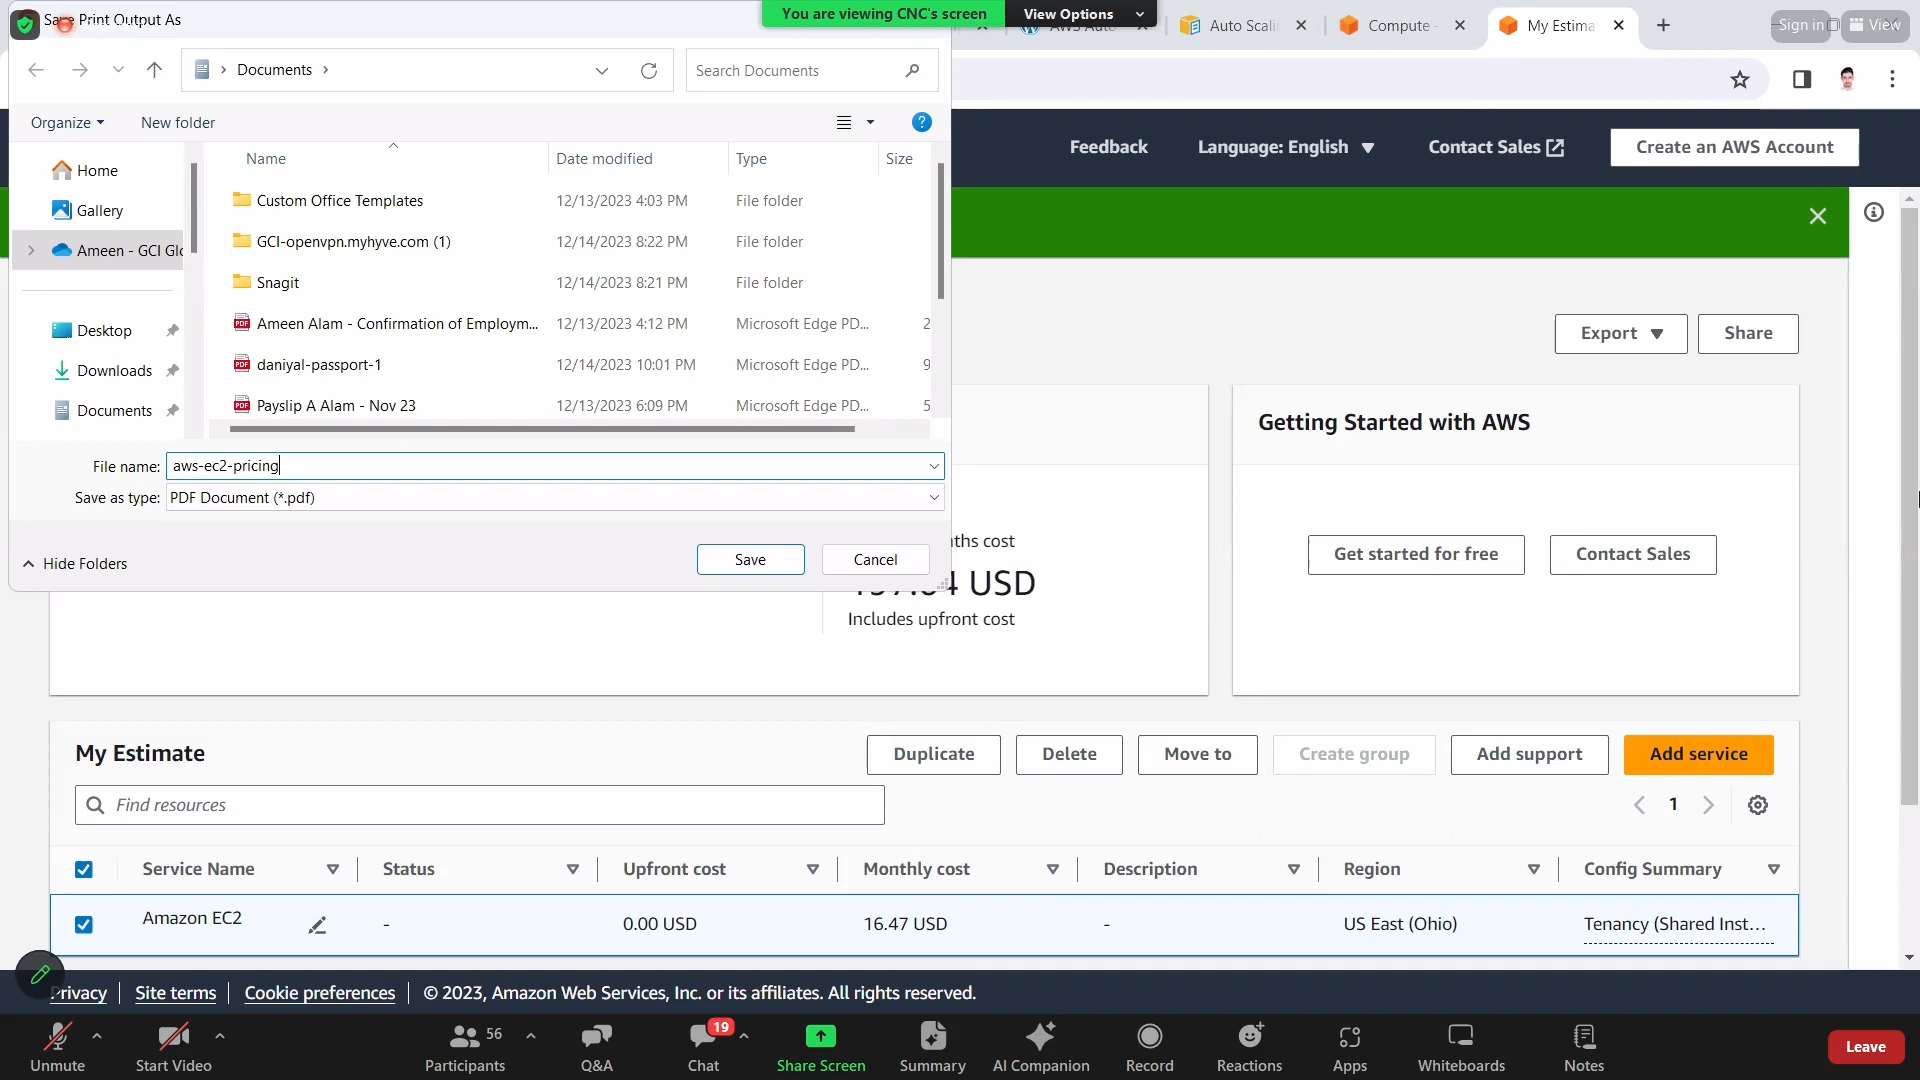 Save Print Output As
You are viewing CNC's screen
View Options
AWS Auto
Auto Scali
Compute -
My Estima
Sign in
View
Documents
Search Documents
Organize
New folder
Name
Date modified
Type
Size
Home
Gallery
Ameen - GCI Glo
Desktop
Downloads
Documents
Custom Office Templates 12/13/2023 4:03 PM File folder
GCI-openvpn.myhyve.com (1) 12/14/2023 8:22 PM File folder
Snagit 12/14/2023 8:21 PM File folder
Ameen Alam - Confirmation of Employm... 12/13/2023 4:12 PM Microsoft Edge PD... 2
daniyal-passport-1 12/14/2023 10:01 PM Microsoft Edge PD... 9
Payslip A Alam - Nov 23 12/13/2023 6:09 PM Microsoft Edge PD... 5
File name: aws-ec2-pricing
Save as type: PDF Document (*.pdf)
Hide Folders
Save
Cancel
Feedback
Language: English
Contact Sales
Create an AWS Account
Export
Share
Getting Started with AWS
Get started for free
Contact Sales
ths cost
USD
Includes upfront cost
My Estimate
Duplicate
Delete
Move to
Create group
Add support
Add service
Find resources
1
Service Name Status Upfront cost Monthly cost Description Region Config Summary
Amazon EC2 - 0.00 USD 16.47 USD - US East (Ohio) Tenancy (Shared Inst...
Privacy Site terms Cookie preferences © 2023, Amazon Web Services, Inc. or its affiliates. All rights reserved.
Unmute
Start Video
56
Participants
Q&A
19
Chat
Share Screen
Summary
AI Companion
Record
Reactions
Apps
Whiteboards
Notes
Leave